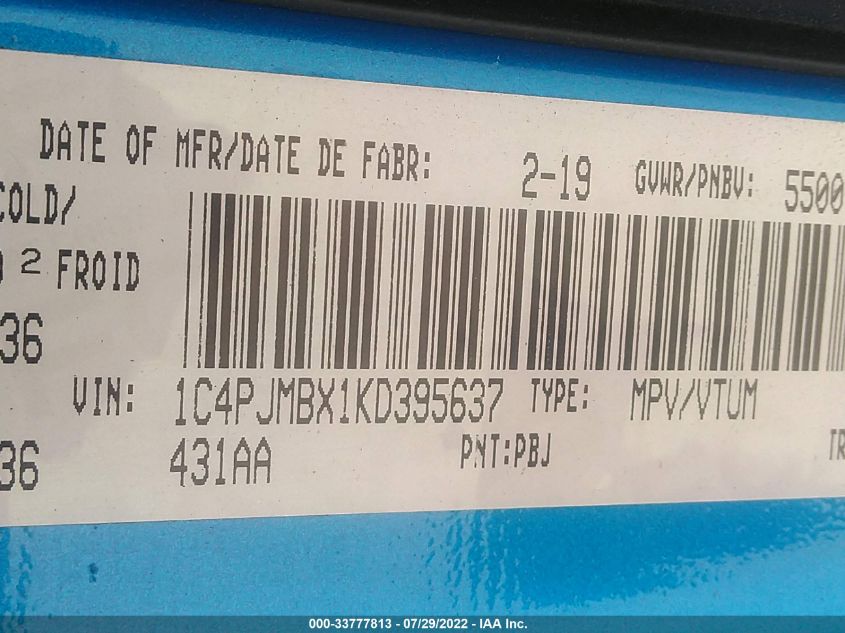 DATE OF MFR/DATE DE FABR: 2-19 GVWR/PNBV: 5500
COLD/
2 FROID
36
VIN: 1C4PJMBX1KD395637 TYPE: MPV/VTUM
36 431AA PNT:PBJ TR
000-33777813 - 07/29/2022 - IAA Inc.